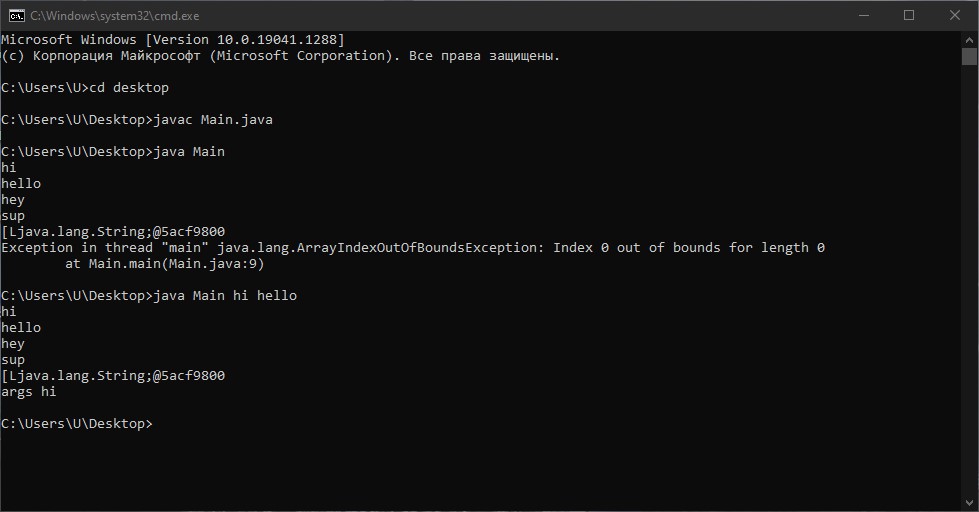 C:\Windows\system32\cmd.exe
Microsoft Windows [Version 10.0.19041.1288]
(c) Корпорация Майкрософт (Microsoft Corporation). Все права защищены.
C:\Users\U>cd desktop
C:\Users\U\Desktop>javac Main.java
C:\Users\U\Desktop>java Main
hi
hello
hey
sup
[Ljava.lang.String;@5acf9800
Exception in thread "main" java.lang.ArrayIndexOutOfBoundsException: Index 0 out of bounds for length 0
        at Main.main(Main.java:9)
C:\Users\U\Desktop>java Main hi hello
hi
hello
hey
sup
[Ljava.lang.String;@5acf9800
args hi
C:\Users\U\Desktop>